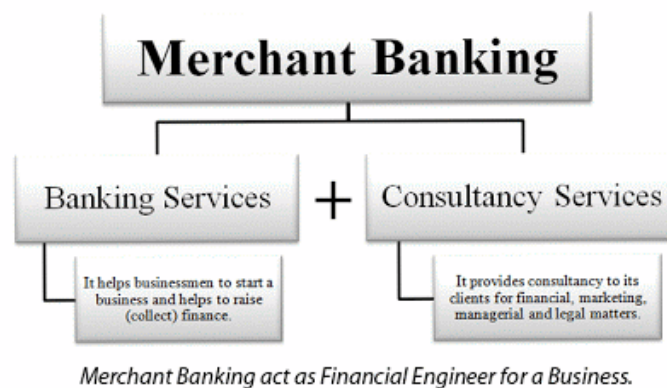 Merchant Banking
Banking Services
+
Consultancy Services
It helps businessmen to start a
business and helps to raise
(collect) finance.
It provides consultancy to its
clients for financial, marketing,
managerial and legal matters.
Merchant Banking act as Financial Engineer for a Business.